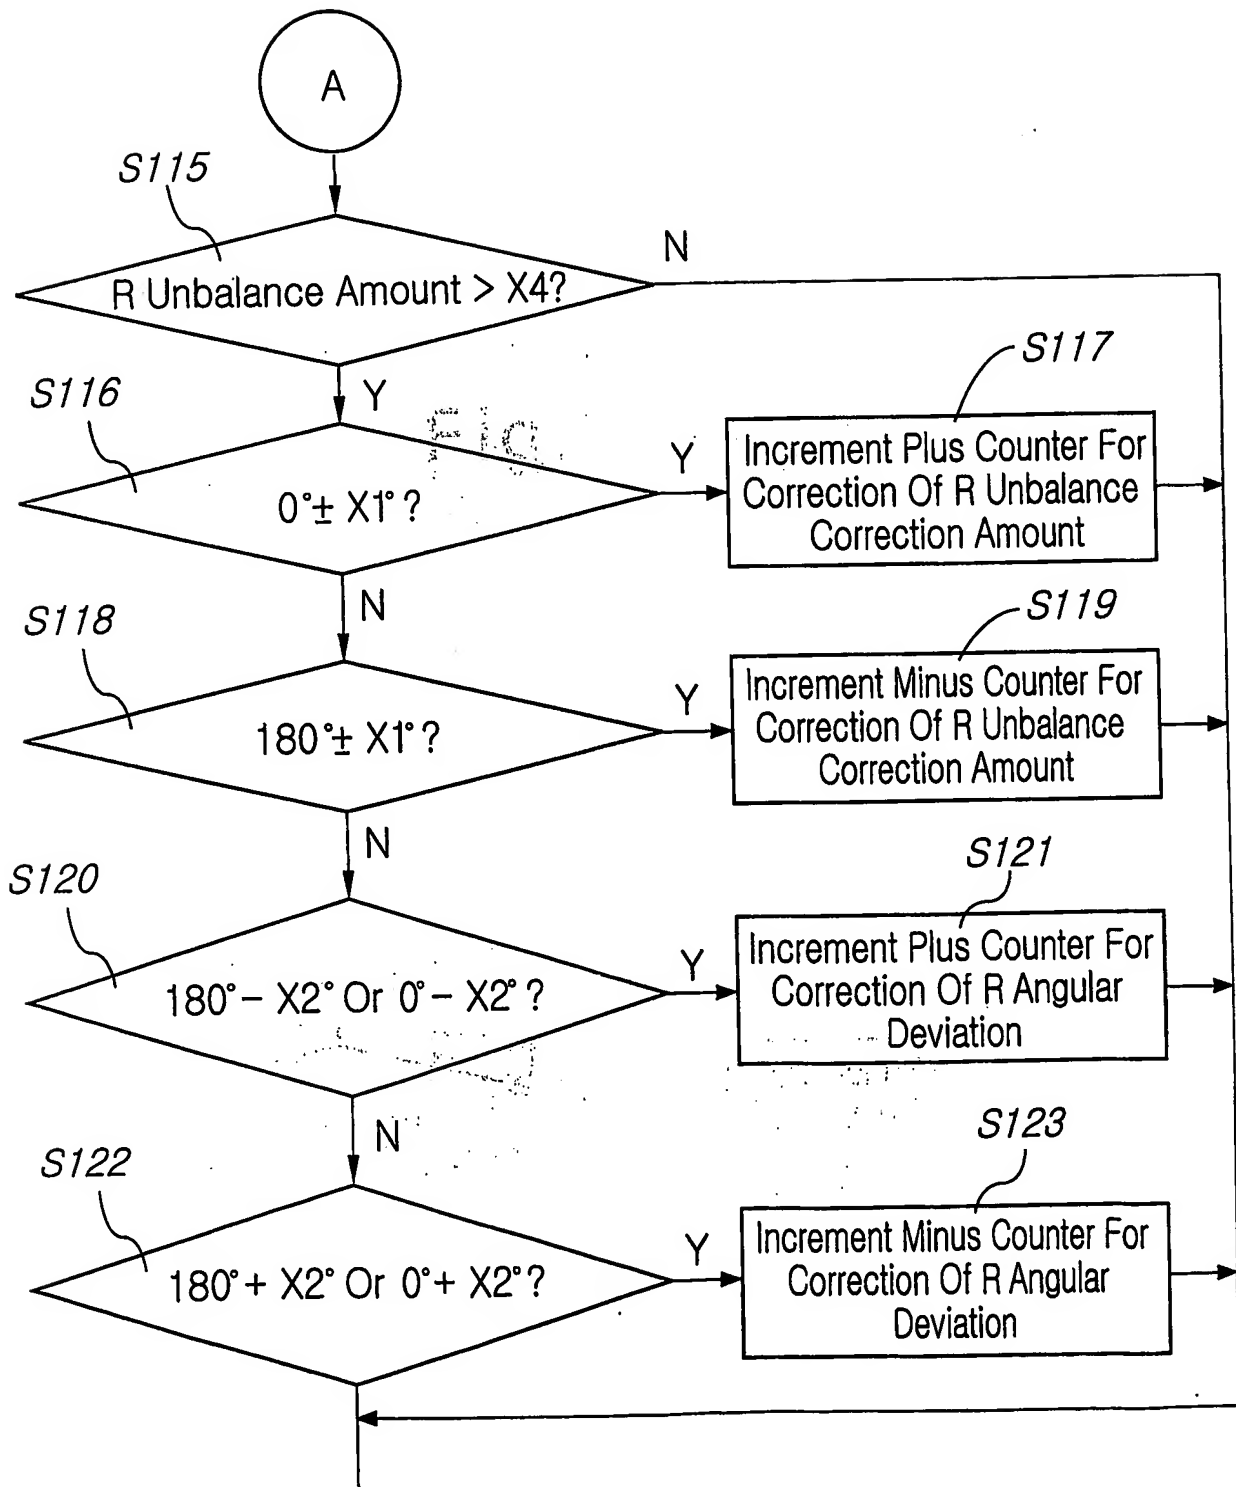 A
S115
N
R Unbalance Amount > X4?
S117
S116
Y
Fig.
Y
Increment Plus Counter For
Correction Of R Unbalance
Correction Amount
0°± X1°?
S119
S118
N
Y
Increment Minus Counter For
Correction Of R Unbalance
Correction Amount
180°± X1°?
N
S121
S120
Y
Increment Plus Counter For
Correction Of R Angular
Deviation
180°– X2° Or 0°– X2°?
N
S123
S122
Y
Increment Minus Counter For
Correction Of R Angular
Deviation
180°+ X2° Or 0°+ X2°?